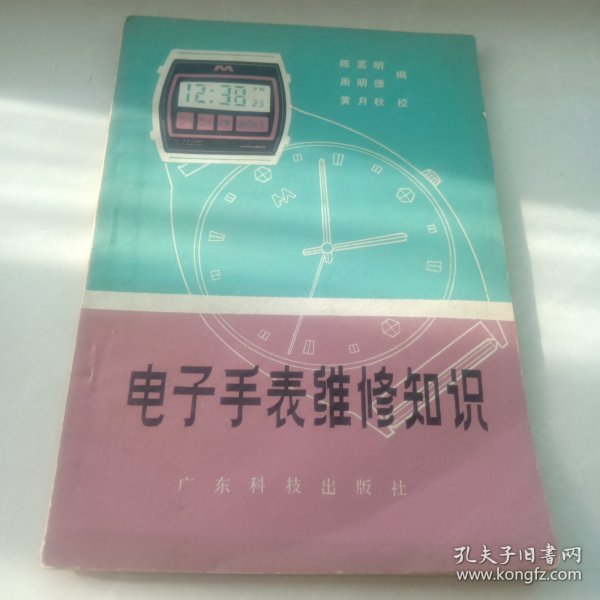 陈嘉明
周明德 编
黄月秋 校
12:38
23
电子手表维修知识
广东科技出版社
孔夫子旧书网
www.kongfz.com